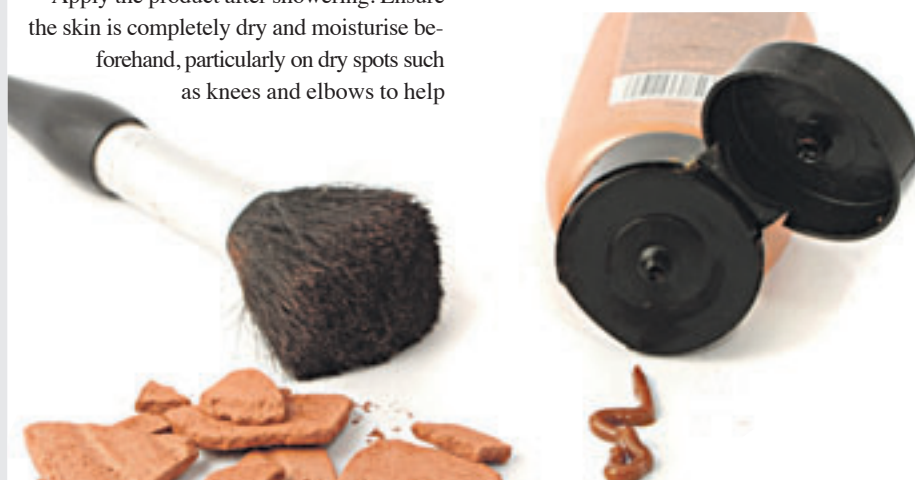 Apply the product after showering. Ensure
the skin is completely dry and moisturise be-
forehand, particularly on dry spots such
as knees and elbows to help